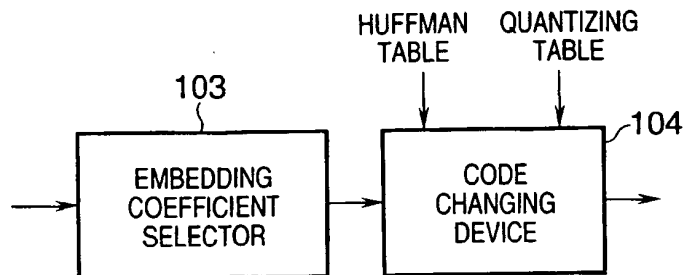 HUFFMAN TABLE
QUANTIZING TABLE
103
104
EMBEDDING
COEFFICIENT
SELECTOR
CODE
CHANGING
DEVICE